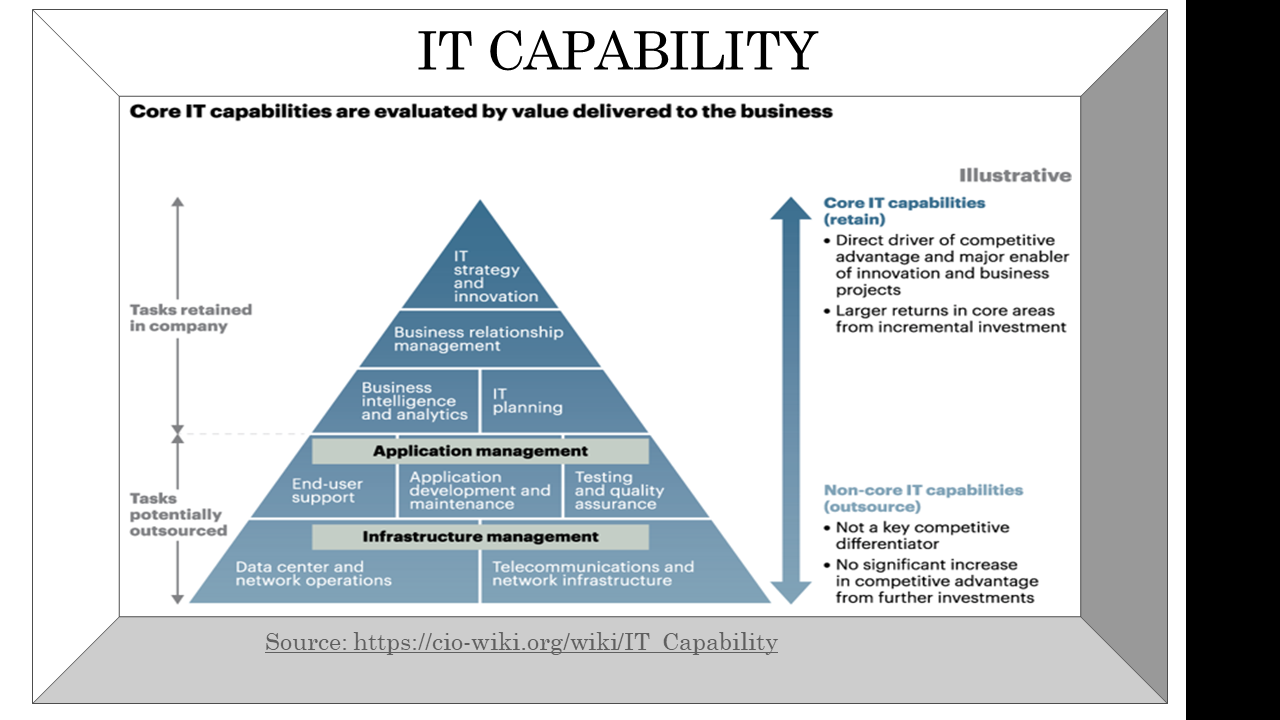 IT CAPABILITY
Core IT capabilities are evaluated by value delivered to the business
Illustrative
Tasks retained
in company
Tasks
potentially
outsourced
IT
strategy
and
innovation
Business relationship
management
Business
intelligence
and analytics
IT
planning
Application management
End-user
support
Application
development and
maintenance
Testing
and quality
assurance
Infrastructure management
Data center and
network operations
Telecommunications and
network infrastructure
Core IT capabilities
(retain)
• Direct driver of competitive
advantage and major enabler
of innovation and business
projects
• Larger returns in core areas
from incremental investment
Non-core IT capabilities
(outsource)
• Not a key competitive
differentiator
• No significant increase
in competitive advantage
from further investments
Source: https://cio-wiki.org/wiki/IT_Capability